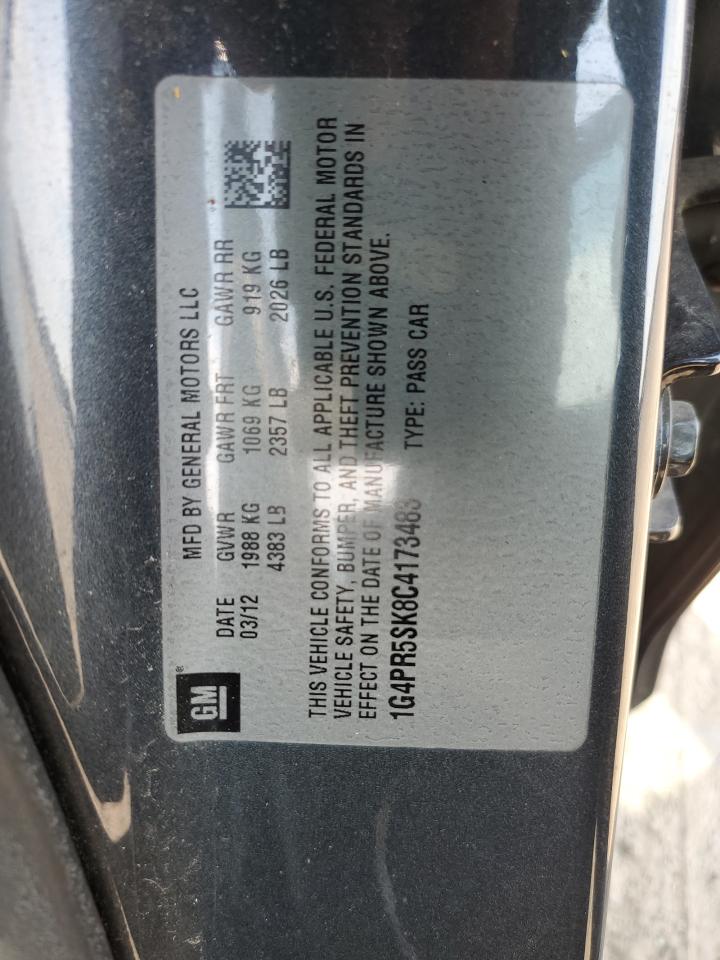 GM®
MFD BY GENERAL MOTORS LLC
DATE GVWR GAWR FRT GAWR RR
03/12 1988 KG 1069 KG 919 KG
4383 LB 2357 LB 2026 LB
THIS VEHICLE CONFORMS TO ALL APPLICABLE U.S. FEDERAL MOTOR
VEHICLE SAFETY, BUMPER, AND THEFT PREVENTION STANDARDS IN
EFFECT ON THE DATE OF MANUFACTURE SHOWN ABOVE.
1G4PR5SK8C4173483 TYPE: PASS CAR